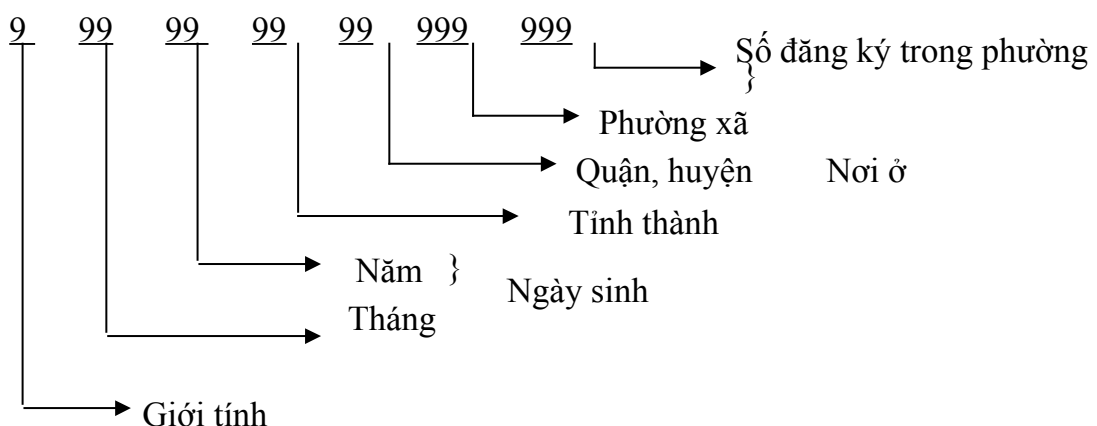 9 99 99 99 99 999 999
Số đăng ký trong phường
}
Phường xã
Quận, huyện Nơi ở
Tỉnh thành
Năm }
Ngày sinh
Tháng
Giới tính